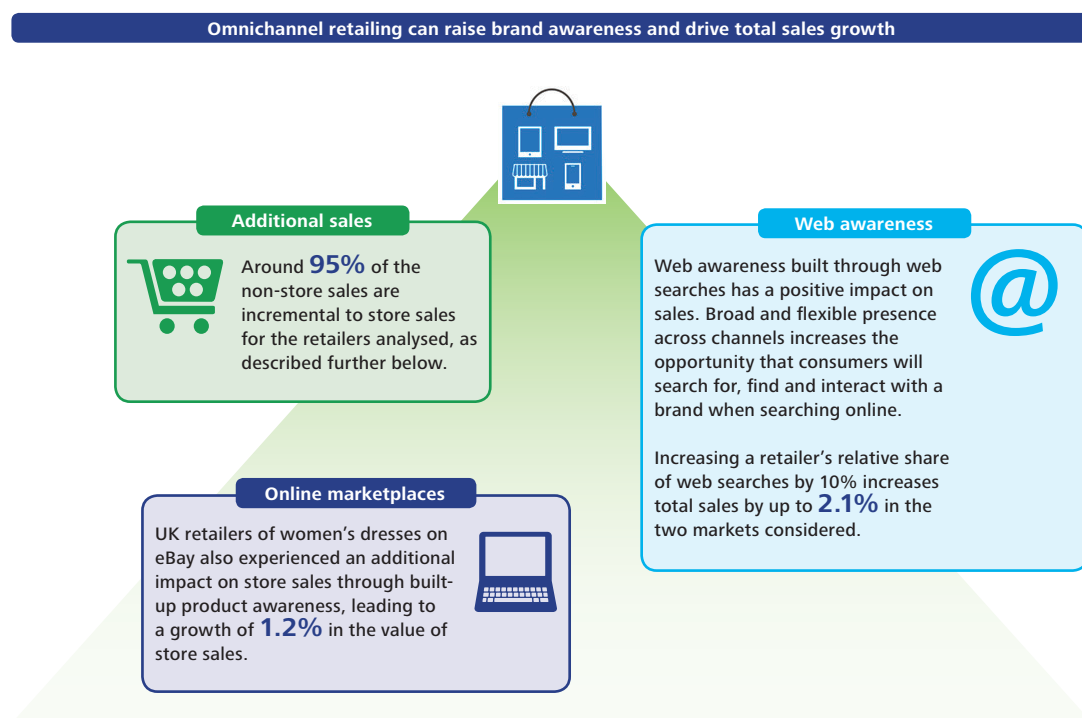 Omnichannel retailing can raise brand awareness and drive total sales growth
Additional sales
Around 95% of the
non-store sales are
incremental to store sales
for the retailers analysed, as
described further below.
Web awareness
Web awareness built through web
searches has a positive impact on
sales. Broad and flexible presence
across channels increases the
opportunity that consumers will
search for, find and interact with a
brand when searching online.
Increasing a retailer’s relative share
of web searches by 10% increases
total sales by up to 2.1% in the
two markets considered.
@
Online marketplaces
UK retailers of women’s dresses on
eBay also experienced an additional
impact on store sales through built-
up product awareness, leading to
a growth of 1.2% in the value of
store sales.